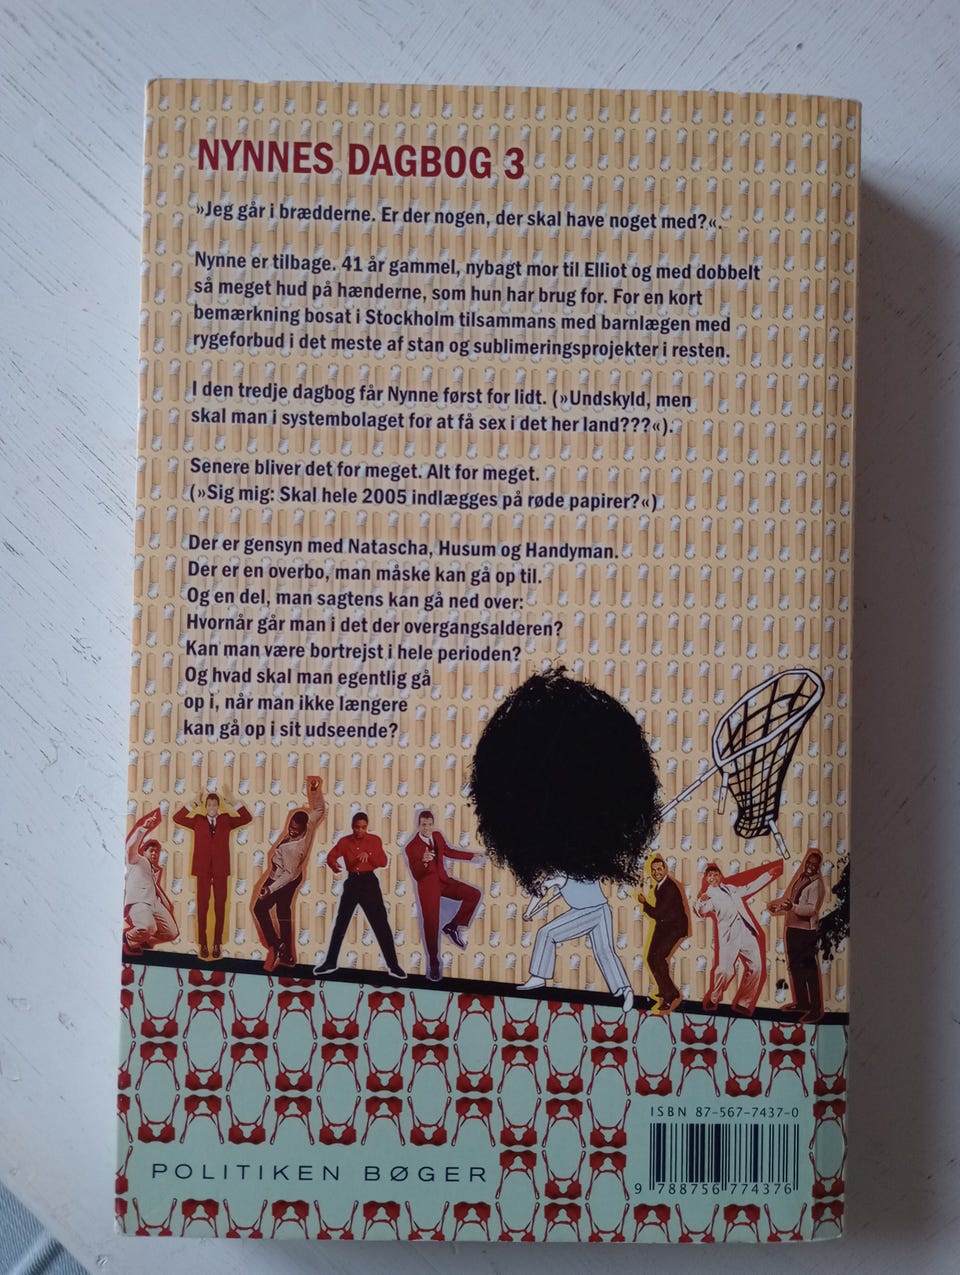 NYNNES DAGBOG 3
»Jeg går i brædderne. Er der nogen, der skal have noget med?«.
Nynne er tilbage. 41 år gammel, nybagt mor til Elliot og med dobbelt
så meget hud på hænderne, som hun har brug for. For en kort
bemærkning bosat i Stockholm tilsammans med barnlægen med
rygeforbud i det meste af stan og sublimeringsprojekter i resten.
I den tredje dagbog får Nynne først for lidt. (»Undskyld, men
skal man i systembolaget for at få sex i det her land???«).
Senere bliver det for meget. Alt for meget.
(»Sig mig: Skal hele 2005 indlægges på røde papirer?«)
Der er gensyn med Natascha, Husum og Handyman.
Der er en overbo, man måske kan gå op til.
Og en del, man sagtens kan gå ned over:
Hvornår går man i det der overgangsalderen?
Kan man være bortrejst i hele perioden?
Og hvad skal man egentlig gå
op i, når man ikke længere
kan gå op i sit udseende?
ISBN 87-567-7437-0
POLITIKEN BØGER
9 788756 774376